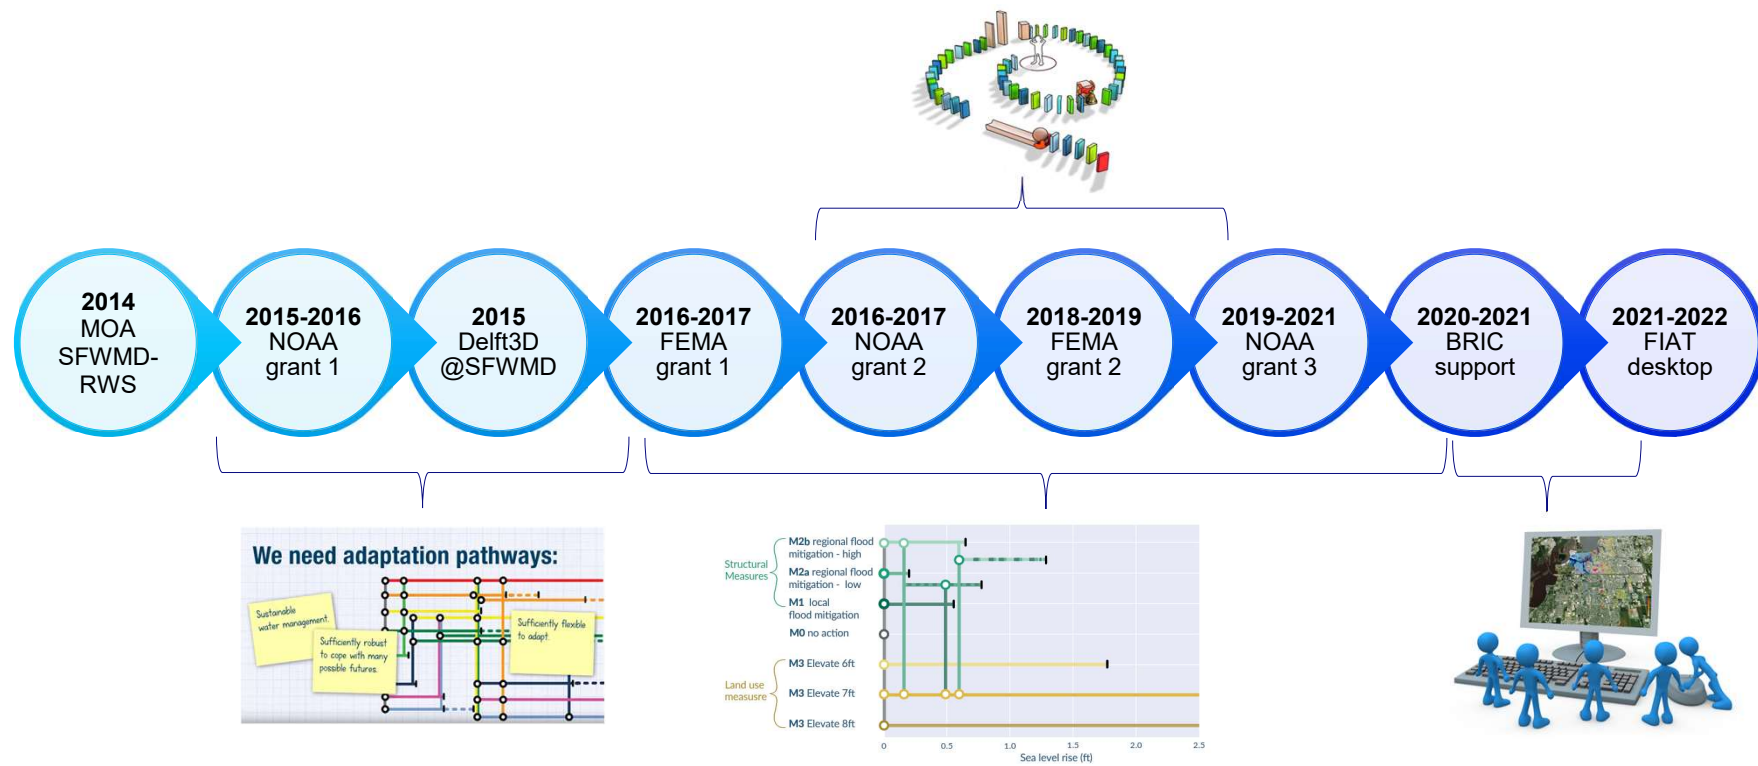 2014
MOA
SFWMD-
RWS
2015-2016
NOAA
grant 1
2015
Delft3D
@SFWMD
2016-2017
FEMA
grant 1
2016-2017
NOAA
grant 2
2018-2019
FEMA
grant 2
2019-2021
NOAA
grant 3
2020-2021
BRIC
support
2021-2022
FIAT
desktop
We need adaptation pathways:
Sustainable
water management.
Sufficiently robust
to cope with many
possible futures.
Sufficiently flexible
to adapt.
Structural
Measures
M2b regional flood
mitigation - high
M2a regional flood
mitigation - low
M1 local
flood mitigation
M0 no action
Land use
measusre
M3 Elevate 6ft
M3 Elevate 7ft
M3 Elevate 8ft
0
0.5
1.0
1.5
2.0
2.5
Sea level rise (ft)